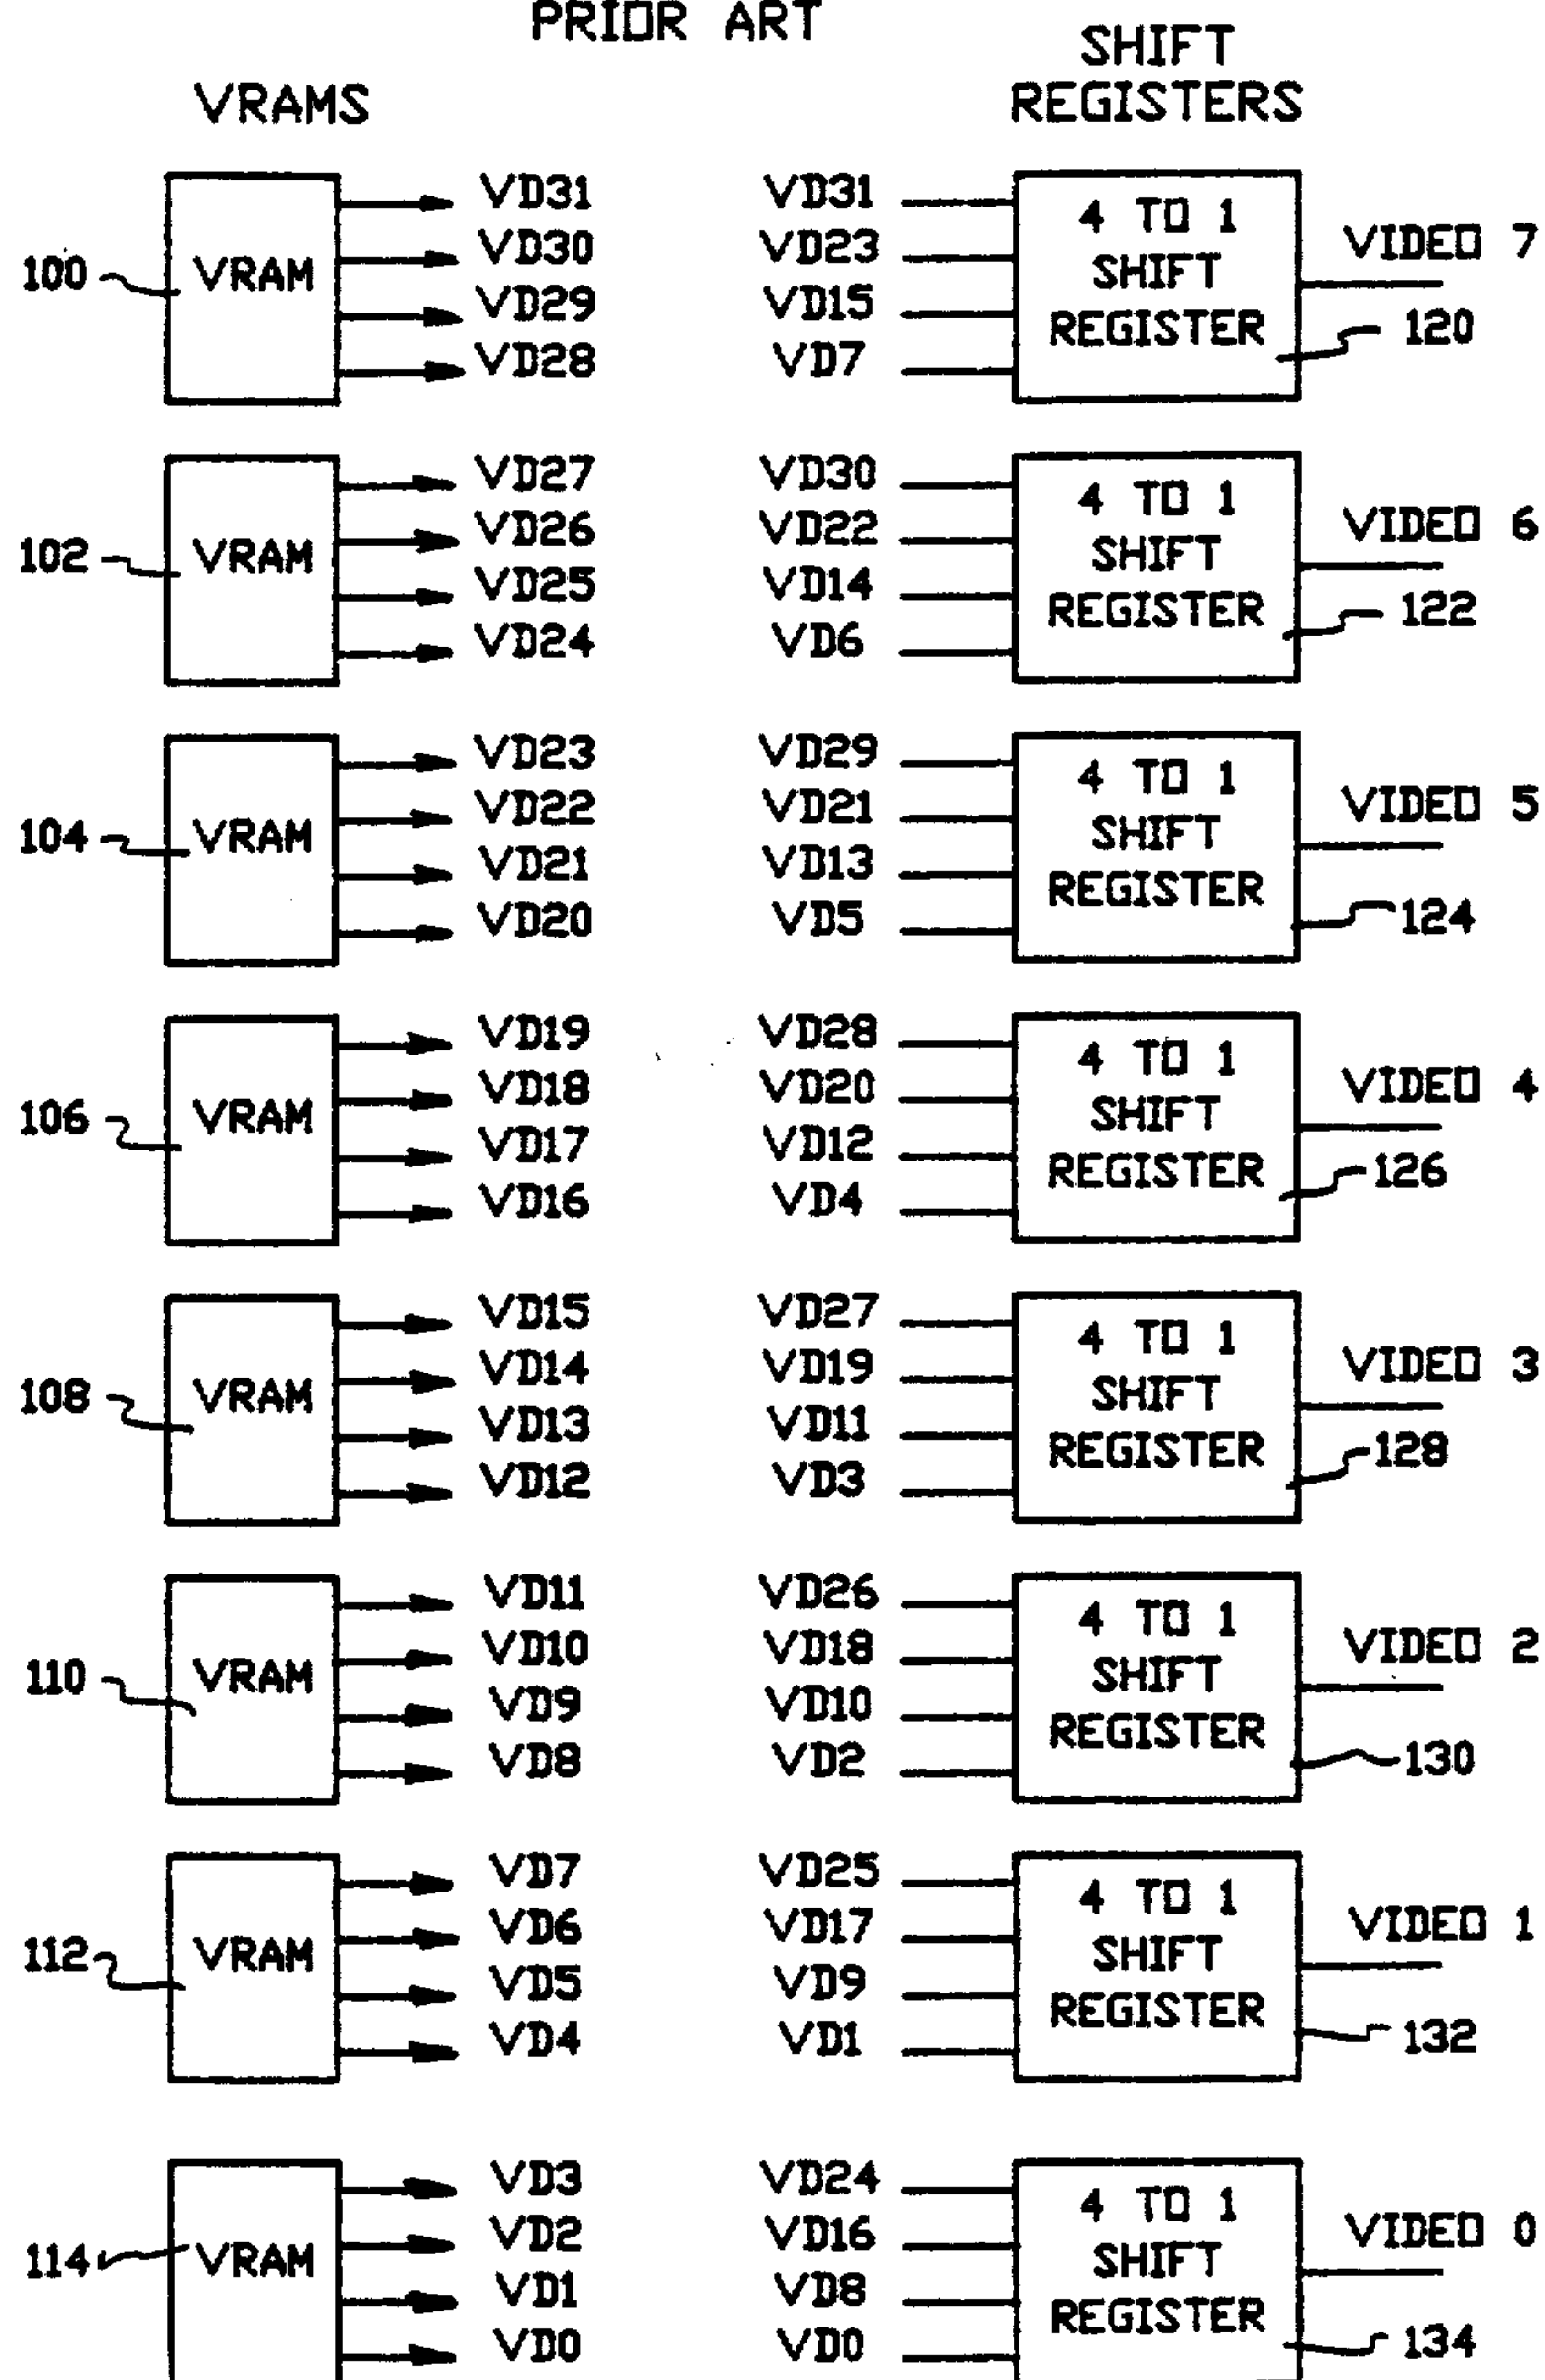 PRIOR ART
VRAMS
SHIFT
REGISTERS
100
VRAM
VD31
VD30
VD29
VD28
VD31
VD23
VD15
VD7
4 TO 1
SHIFT
REGISTER
VIDEO 7
120
102
VRAM
VD27
VD26
VD25
VD24
VD30
VD22
VD14
VD6
4 TO 1
SHIFT
REGISTER
VIDEO 6
122
104
VRAM
VD23
VD22
VD21
VD20
VD29
VD21
VD13
VD5
4 TO 1
SHIFT
REGISTER
VIDEO 5
124
106
VRAM
VD19
VD18
VD17
VD16
VD28
VD20
VD12
VD4
4 TO 1
SHIFT
REGISTER
VIDEO 4
126
108
VRAM
VD15
VD14
VD13
VD12
VD27
VD19
VD11
VD3
4 TO 1
SHIFT
REGISTER
VIDEO 3
128
110
VRAM
VD11
VD10
VD9
VD8
VD26
VD18
VD10
VD2
4 TO 1
SHIFT
REGISTER
VIDEO 2
130
112
VRAM
VD7
VD6
VD5
VD4
VD25
VD17
VD9
VD1
4 TO 1
SHIFT
REGISTER
VIDEO 1
132
114
VRAM
VD3
VD2
VD1
VD0
VD24
VD16
VD8
VD0
4 TO 1
SHIFT
REGISTER
VIDEO 0
134